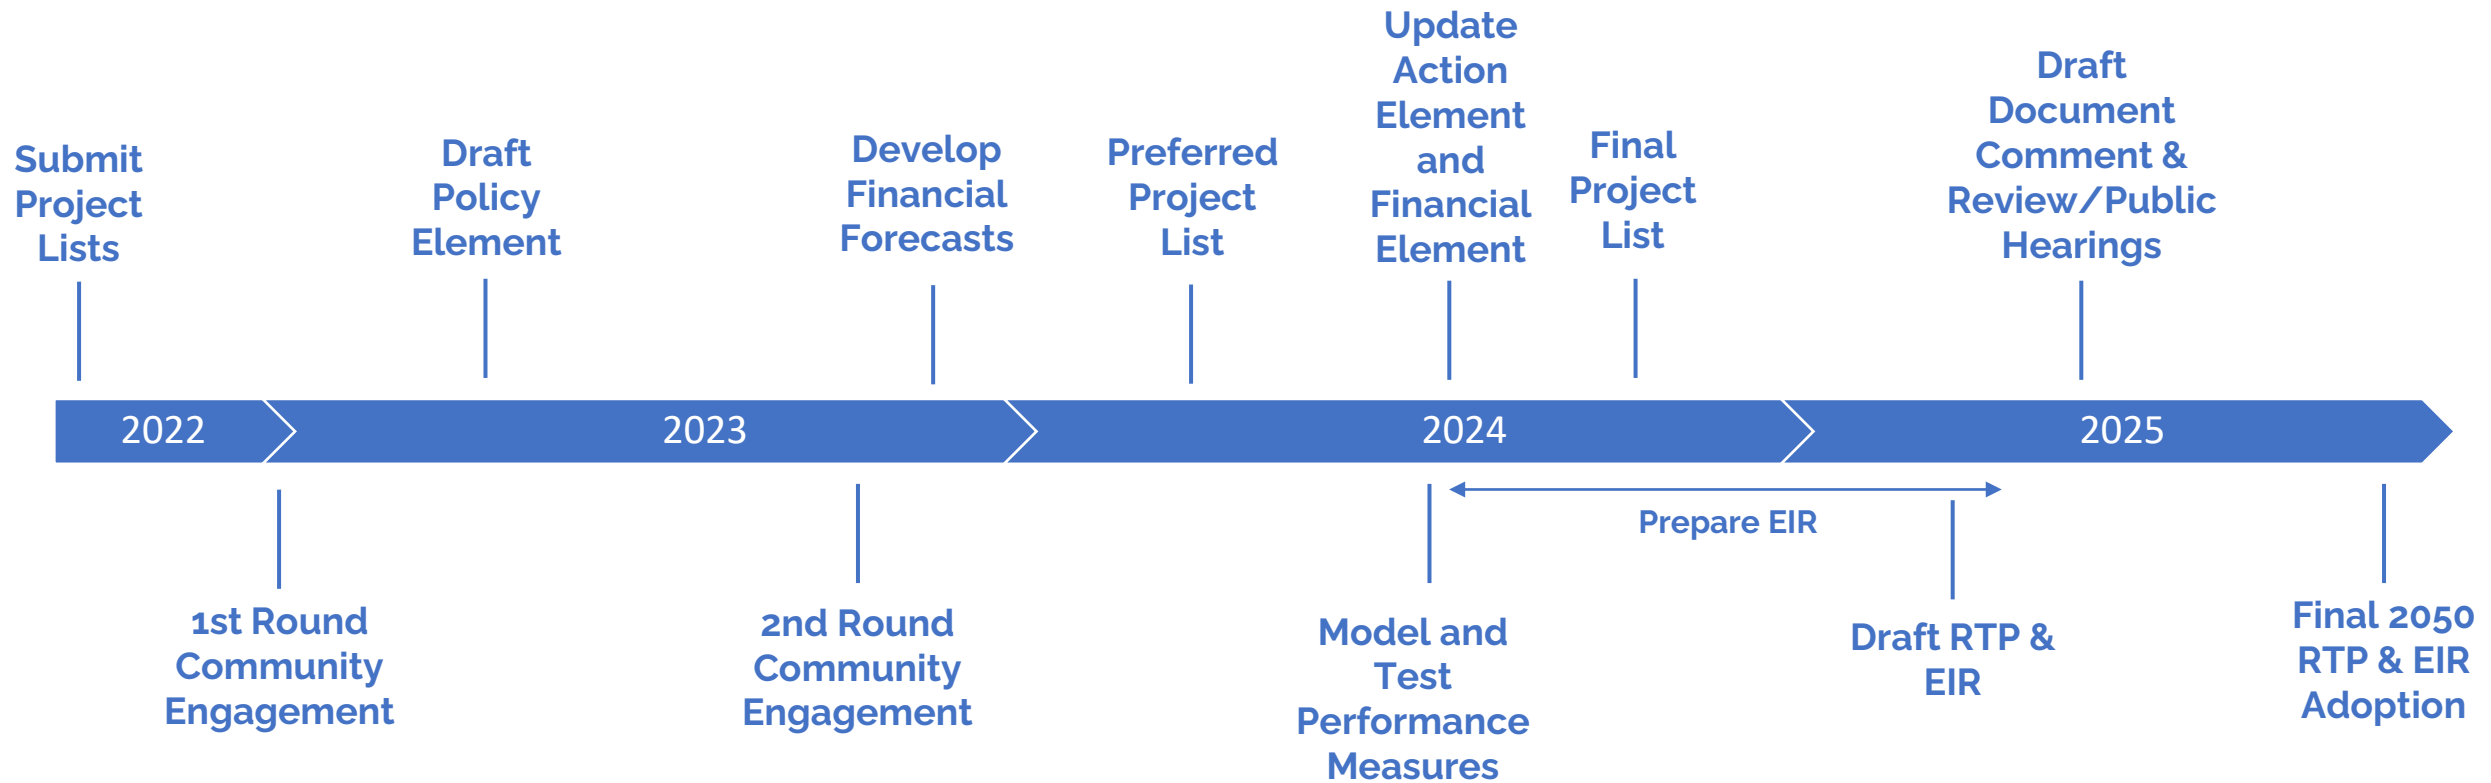 Submit
Project
Lists
Draft
Policy
Element
Develop
Financial
Forecasts
Preferred
Project
List
Update
Action
Element
and
Financial
Element
Final
Project
List
Draft
Document
Comment &
Review/Public
Hearings
2022
2023
2024
2025
1st Round
Community
Engagement
2nd Round
Community
Engagement
Model and
Test
Performance
Measures
Prepare EIR
Draft RTP &
EIR
Final 2050
RTP & EIR
Adoption